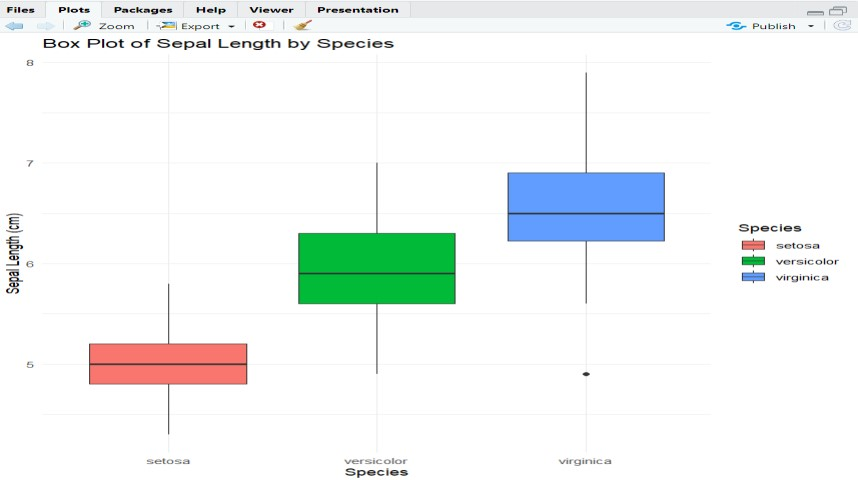 Files Plots Packages Help Viewer Presentation
Zoom Export Publish
Box Plot of Sepal Length by Species
8
7
6
5
Sepal Length (cm)
setosa versicolor virginica
Species
Species
setosa
versicolor
virginica